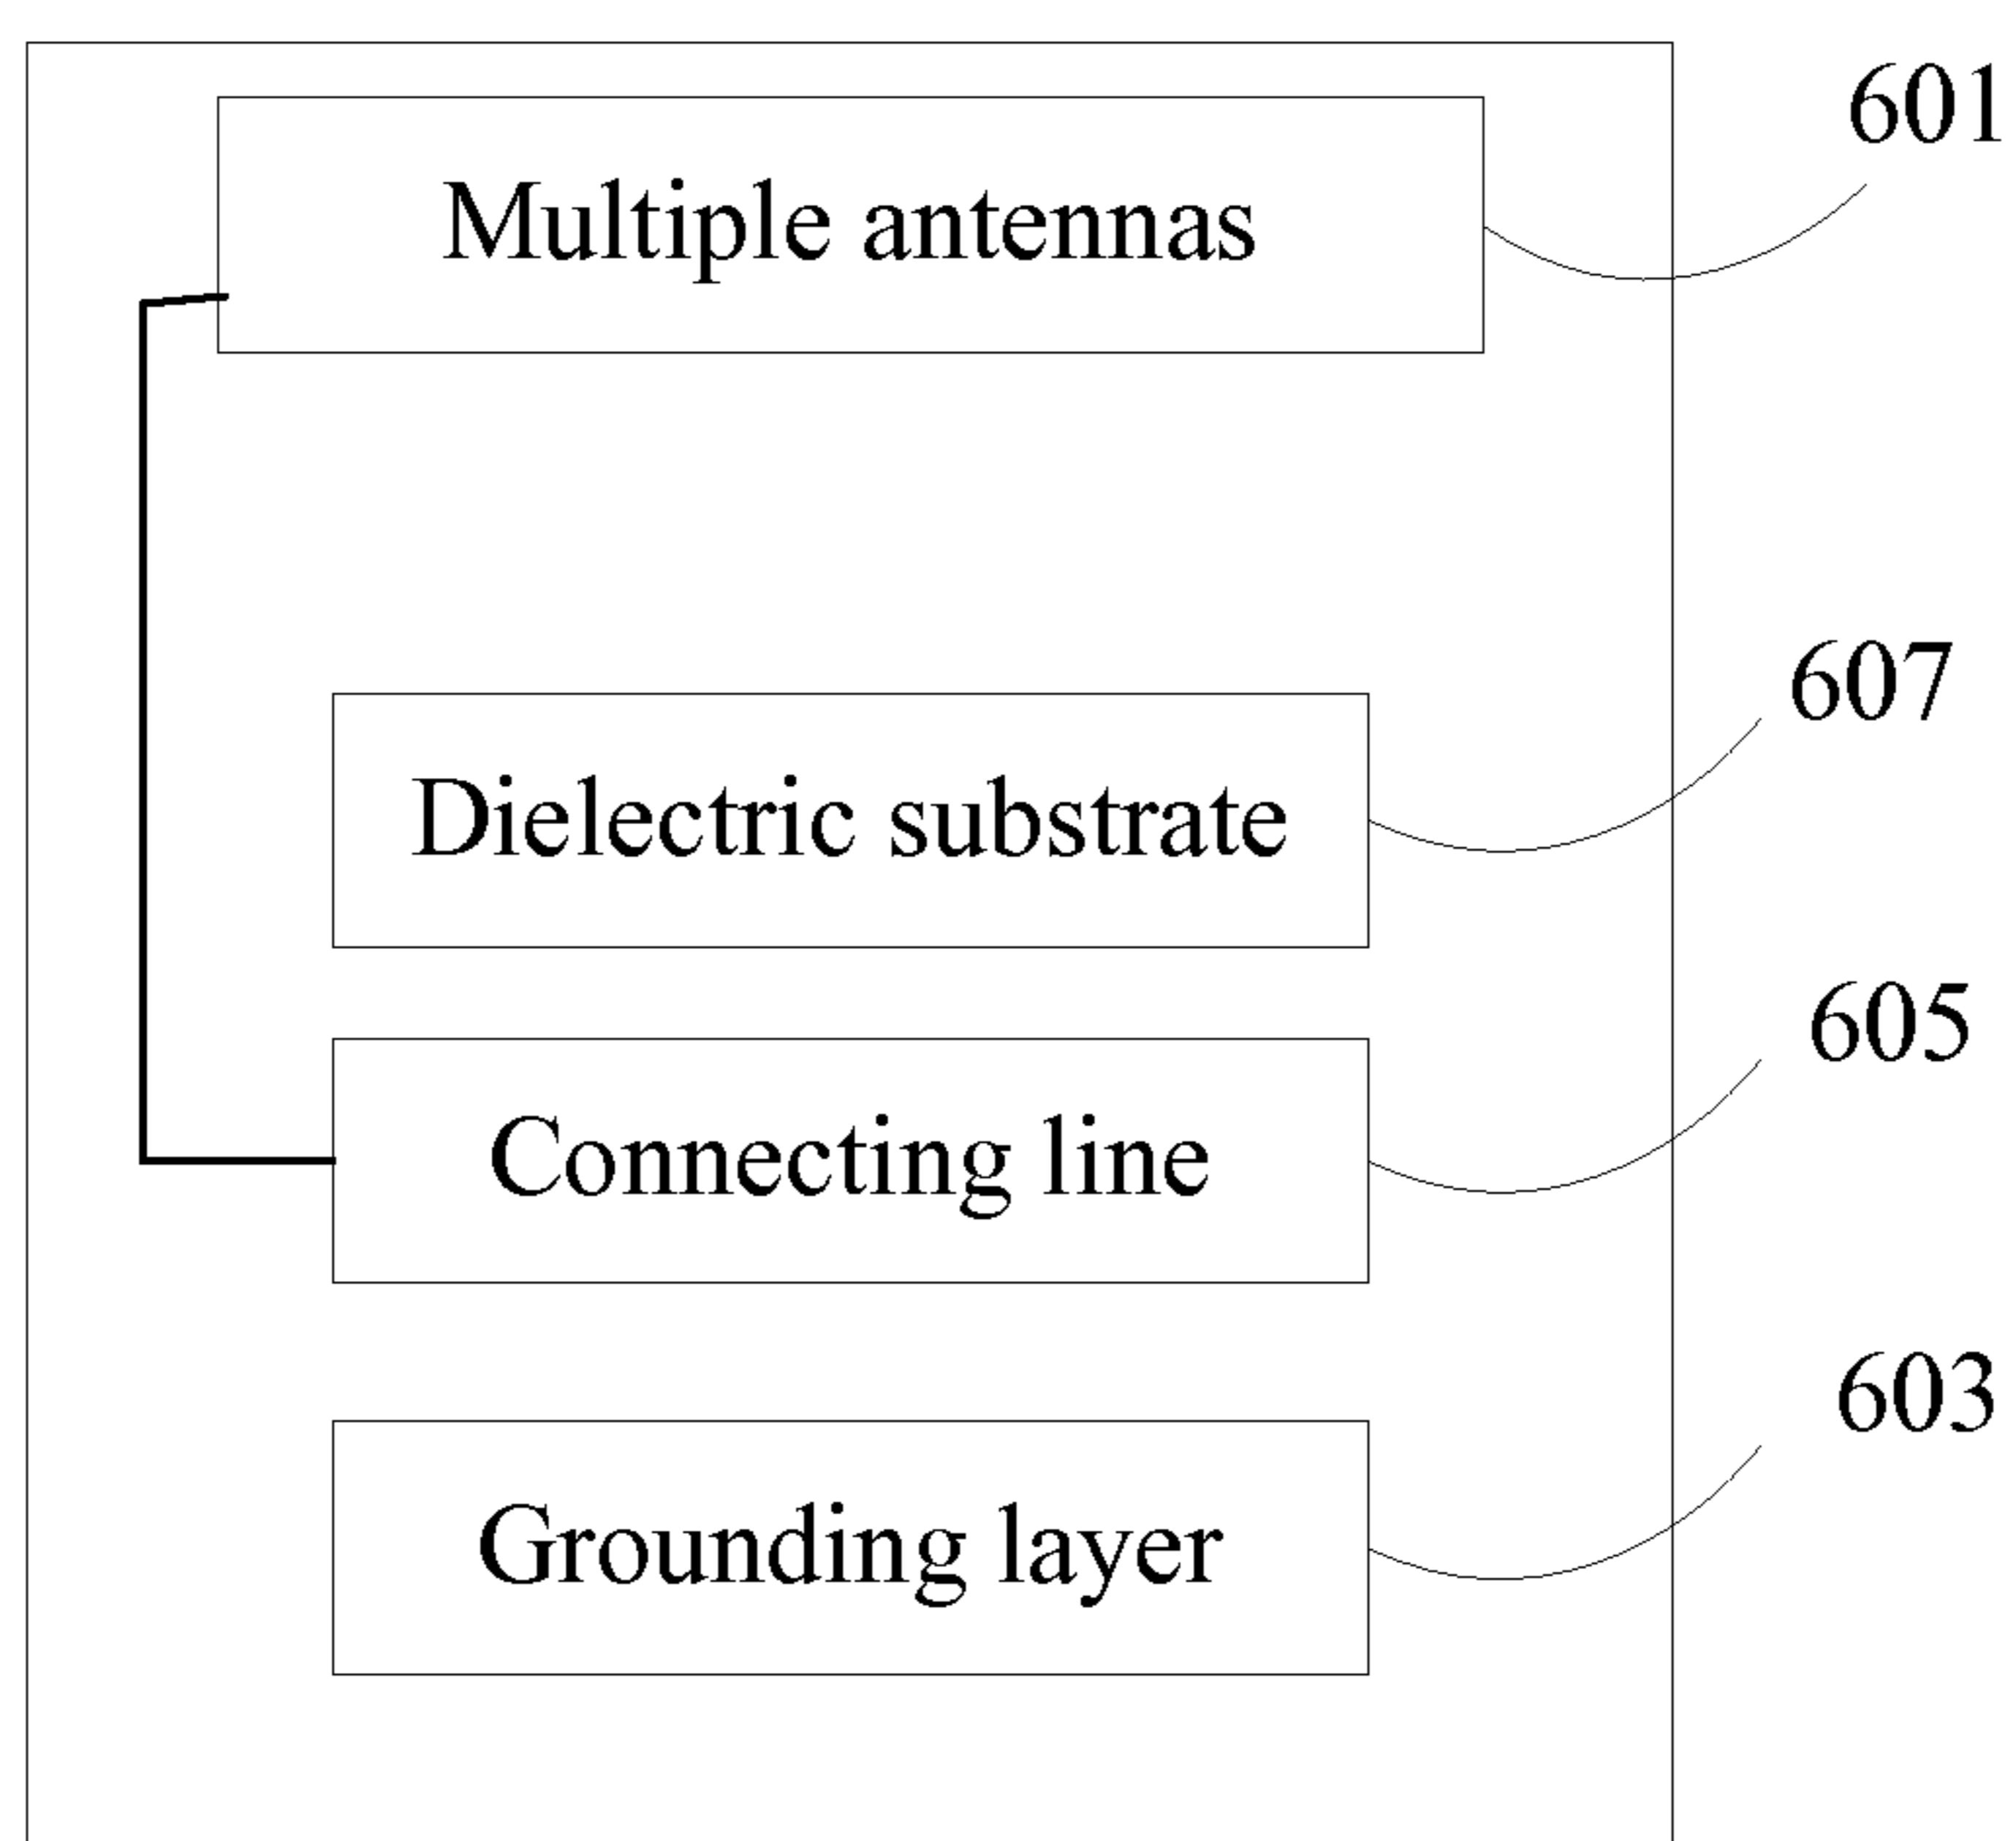 601
Multiple antennas
607
Dielectric substrate
605
Connecting line
603
Grounding layer